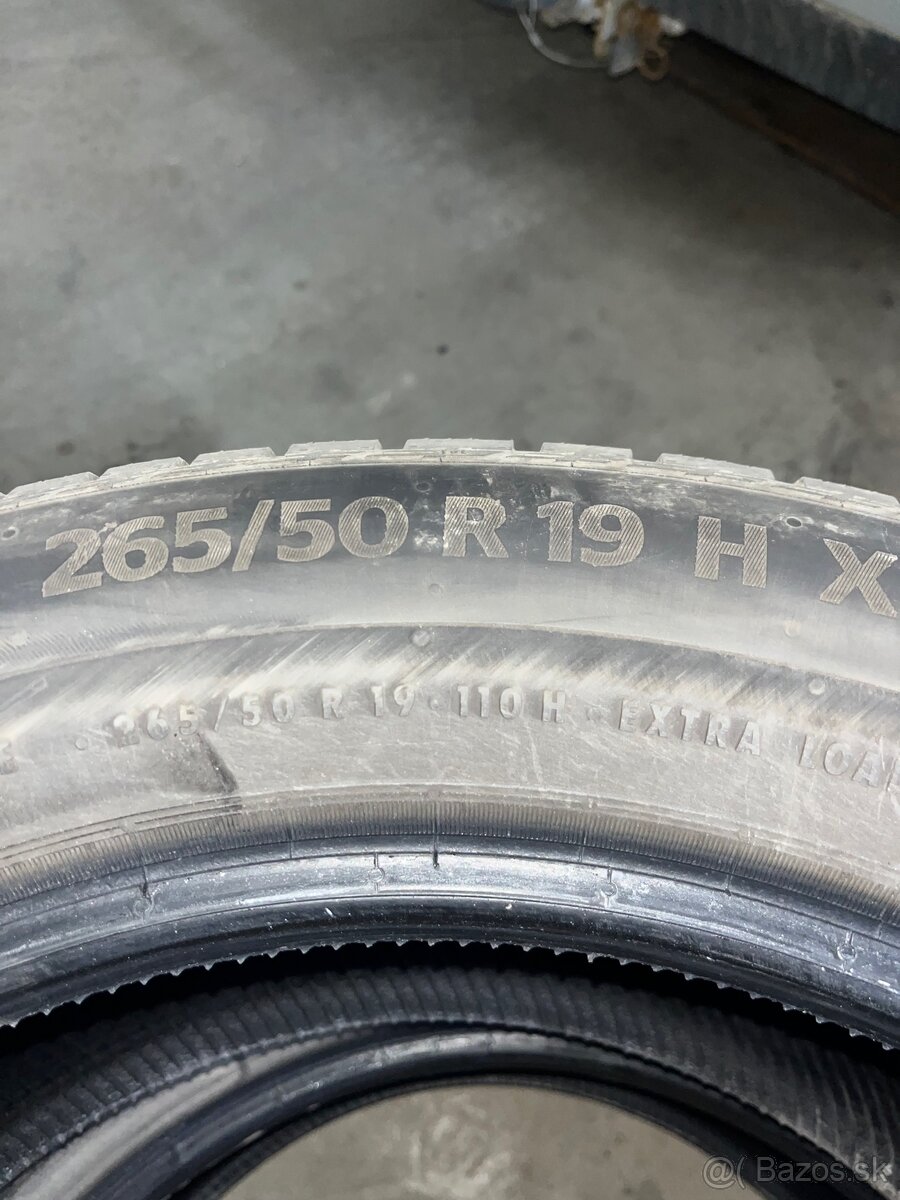 265/50 R 19 H X
E · 265/50 R 19 · 110 H · EXTRA LOA
@( Bazos.sk